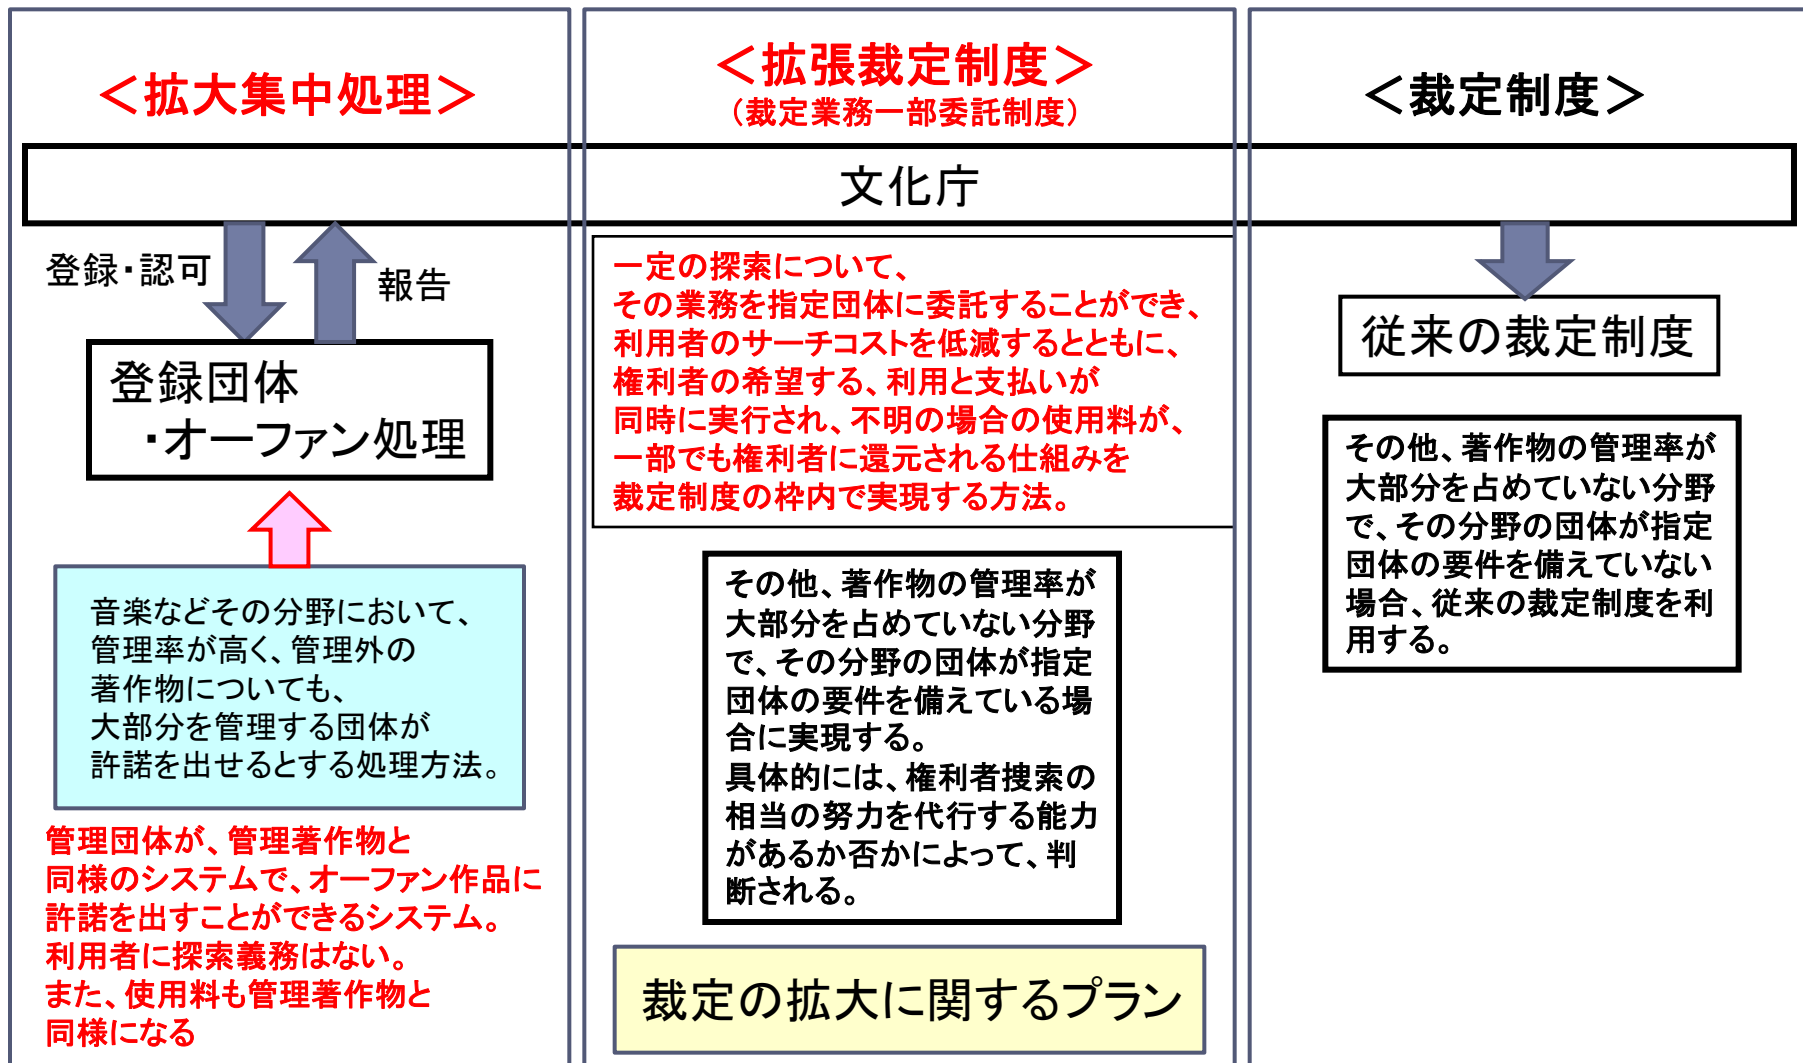 ＜拡大集中処理＞
＜拡張裁定制度＞
（裁定業務一部委託制度）
＜裁定制度＞
文化庁
登録・認可
報告
登録団体
・オーファン処理
音楽などその分野において、
管理率が高く、管理外の
著作物についても、
大部分を管理する団体が
許諾を出せるとする処理方法。
管理団体が、管理著作物と
同様のシステムで、オーファン作品に
許諾を出すことができるシステム。
利用者に探索義務はない。
また、使用料も管理著作物と
同様になる
一定の探索について、
その業務を指定団体に委託することができ、
利用者のサーチコストを低減するとともに、
権利者の希望する、利用と支払いが
同時に実行され、不明の場合の使用料が、
一部でも権利者に還元される仕組みを
裁定制度の枠内で実現する方法。
その他、著作物の管理率が
大部分を占めていない分野
で、その分野の団体が指定
団体の要件を備えている場
合に実現する。
具体的には、権利者捜索の
相当の努力を代行する能力
があるか否かによって、判
断される。
裁定の拡大に関するプラン
従来の裁定制度
その他、著作物の管理率が
大部分を占めていない分野
で、その分野の団体が指定
団体の要件を備えていない
場合、従来の裁定制度を利
用する。